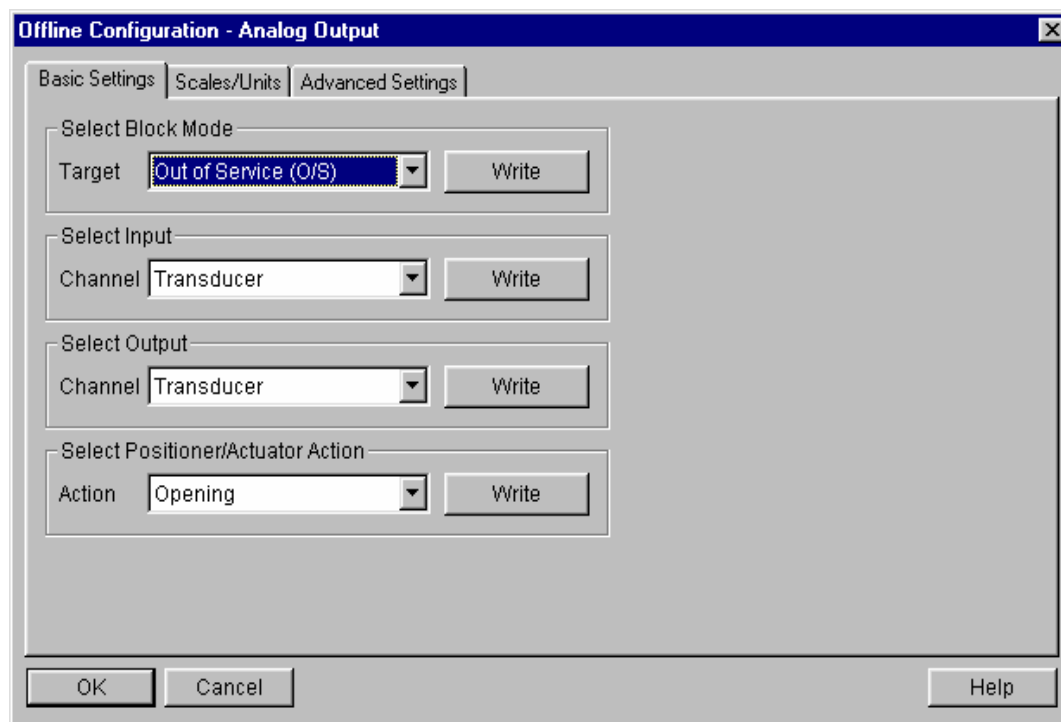 Offline Configuration - Analog Output
Basic Settings Scales/Units Advanced Settings
Select Block Mode
Target Out of Service (O/S) Write
Select Input
Channel Transducer Write
Select Output
Channel Transducer Write
Select Positioner/Actuator Action
Action Opening Write
OK Cancel Help